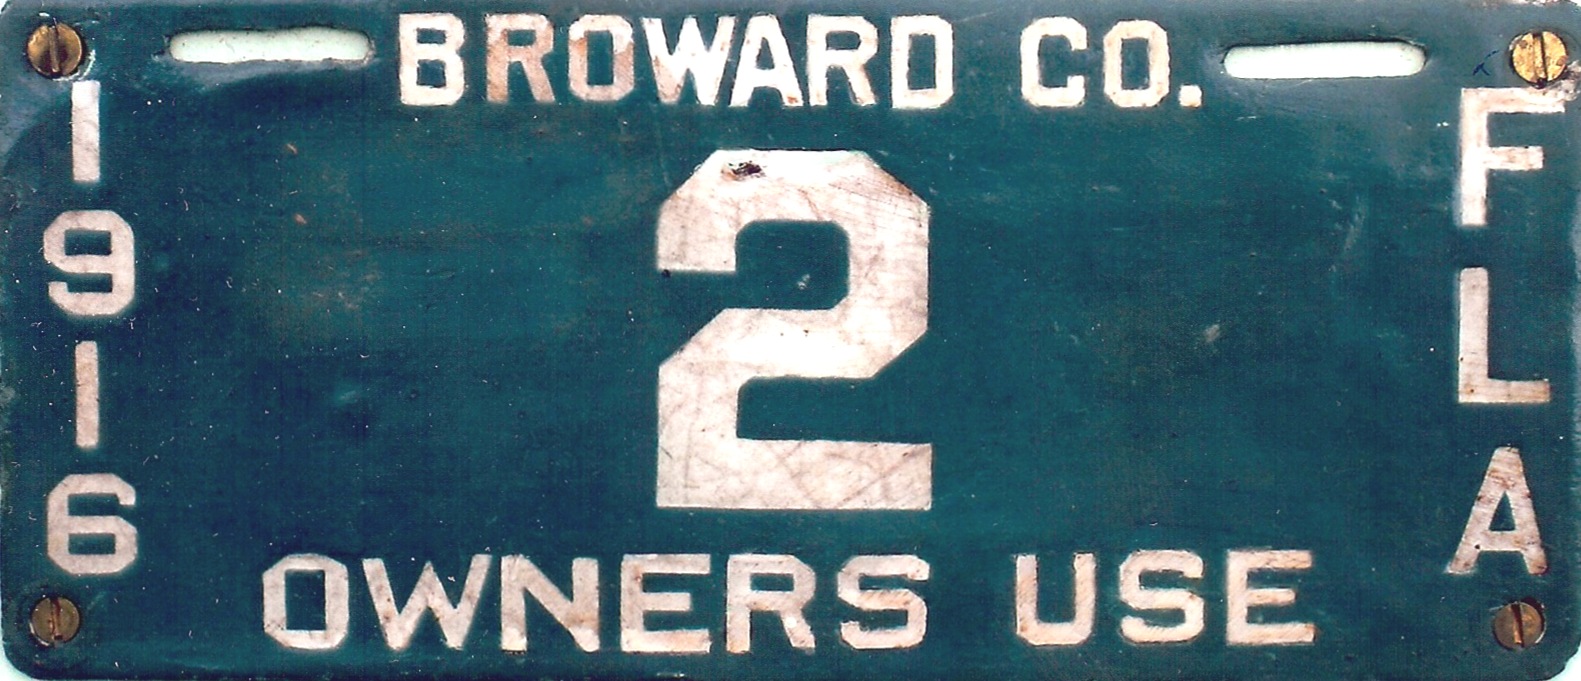 BROWARD CO.
1916
2
FLA
OWNERS USE